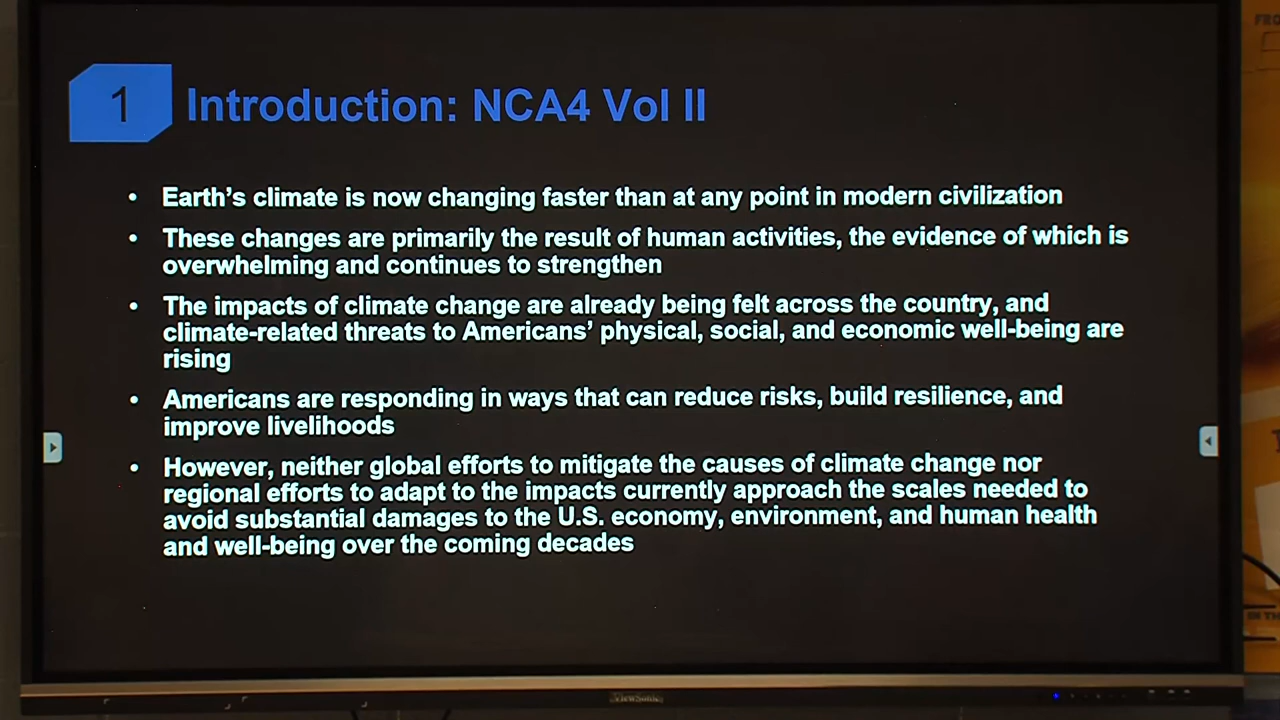 1 Introduction: NCA4 Vol II
• Earth's climate is now changing faster than at any point in modern civilization
• These changes are primarily the result of human activities, the evidence of which is
overwhelming and continues to strengthen
• The impacts of climate change are already being felt across the country, and
climate-related threats to Americans' physical, social, and economic well-being are
rising
• Americans are responding in ways that can reduce risks, build resilience, and
improve livelihoods
• However, neither global efforts to mitigate the causes of climate change nor
regional efforts to adapt to the impacts currently approach the scales needed to
avoid substantial damages to the U.S. economy, environment, and human health
and well-being over the coming decades
ViewSonic